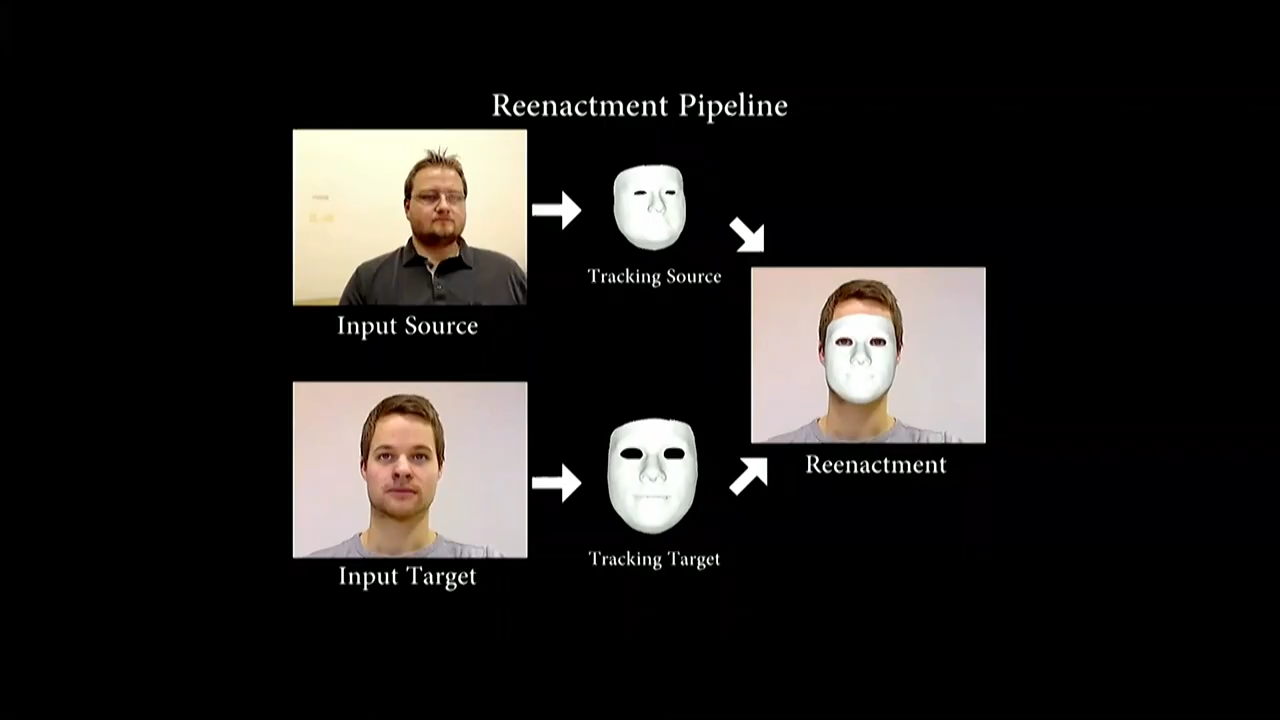 Reenactment Pipeline
Input Source
Tracking Source
Reenactment
Input Target
Tracking Target